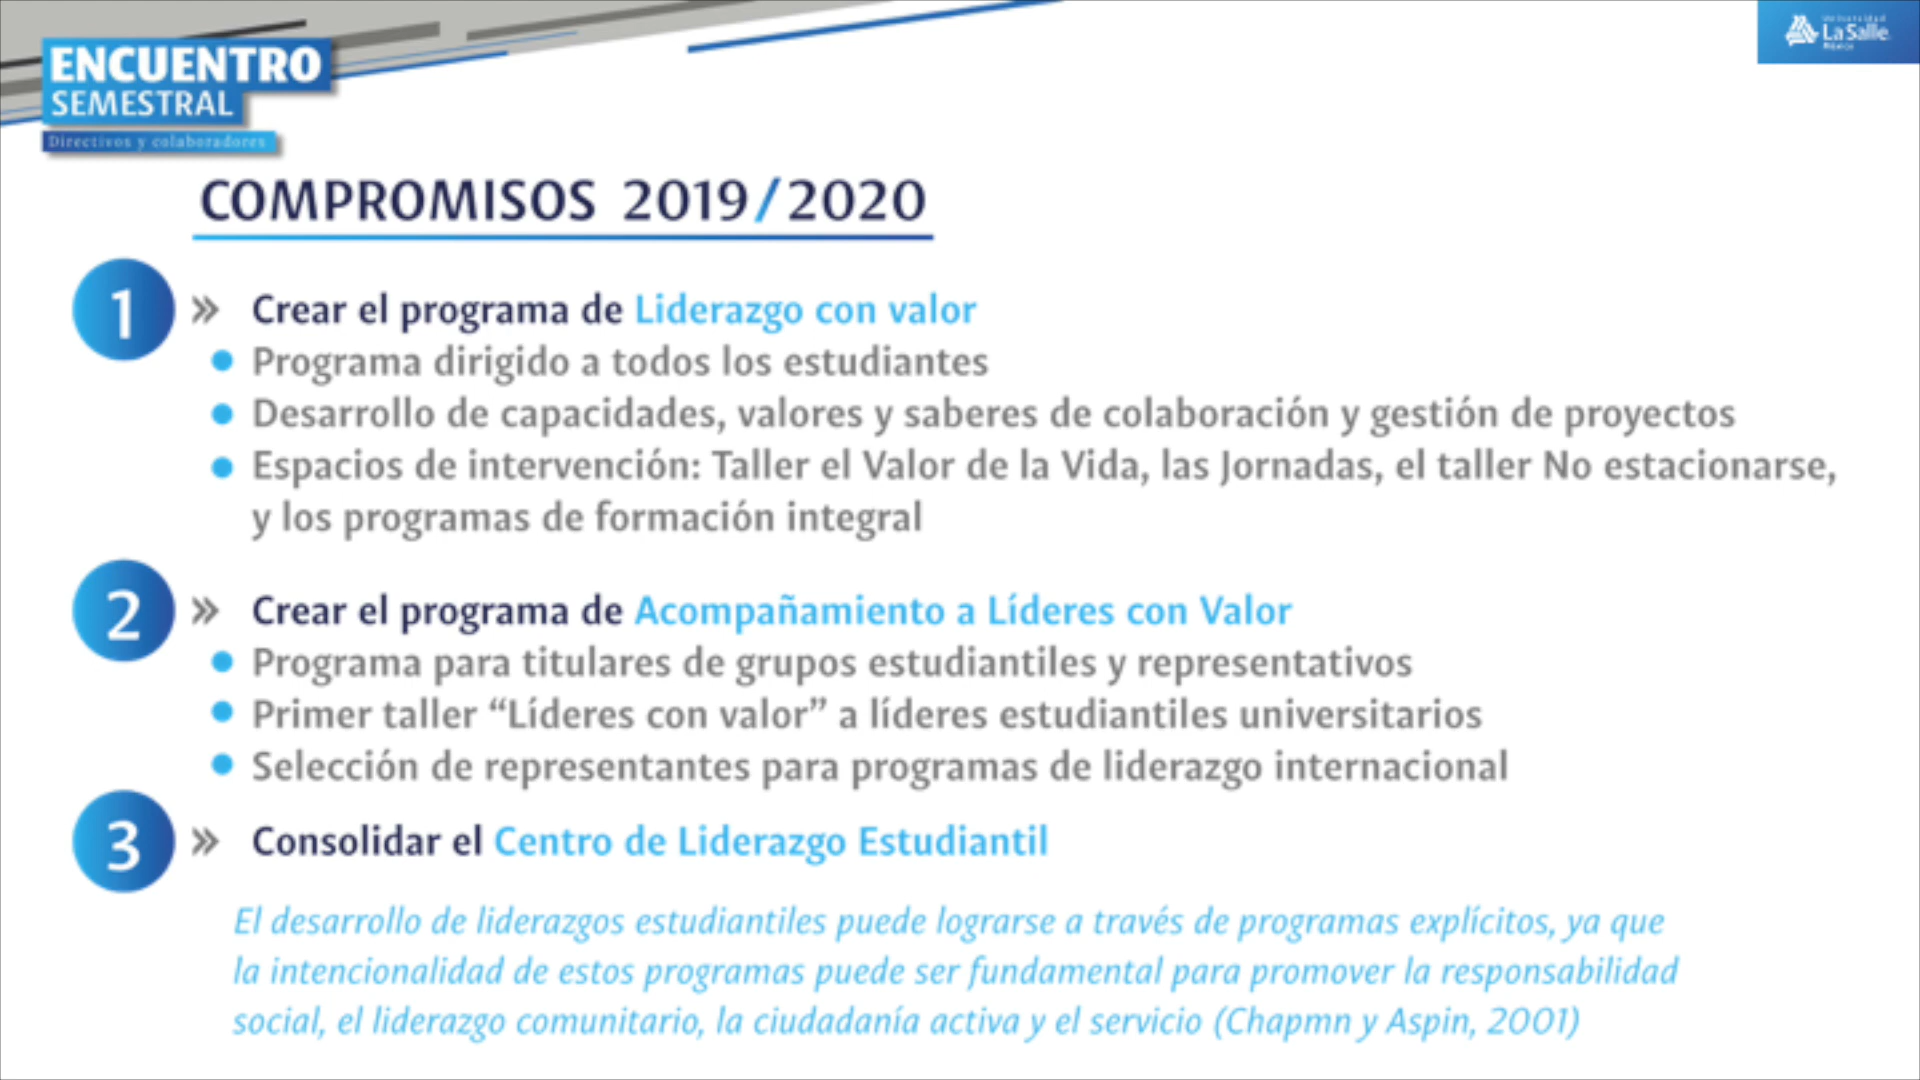 ENCUENTRO
SEMESTRAL
Directivos y colaboradores
Universidad
La Salle
México
COMPROMISOS 2019/2020
1 » Crear el programa de Liderazgo con valor
• Programa dirigido a todos los estudiantes
• Desarrollo de capacidades, valores y saberes de colaboración y gestión de proyectos
• Espacios de intervención: Taller el Valor de la Vida, las Jornadas, el taller No estacionarse,
y los programas de formación integral
2 » Crear el programa de Acompañamiento a Líderes con Valor
• Programa para titulares de grupos estudiantiles y representativos
• Primer taller “Líderes con valor” a líderes estudiantiles universitarios
• Selección de representantes para programas de liderazgo internacional
3 » Consolidar el Centro de Liderazgo Estudiantil
El desarrollo de liderazgos estudiantiles puede lograrse a través de programas explícitos, ya que
la intencionalidad de estos programas puede ser fundamental para promover la responsabilidad
social, el liderazgo comunitario, la ciudadanía activa y el servicio (Chapmn y Aspin, 2001)